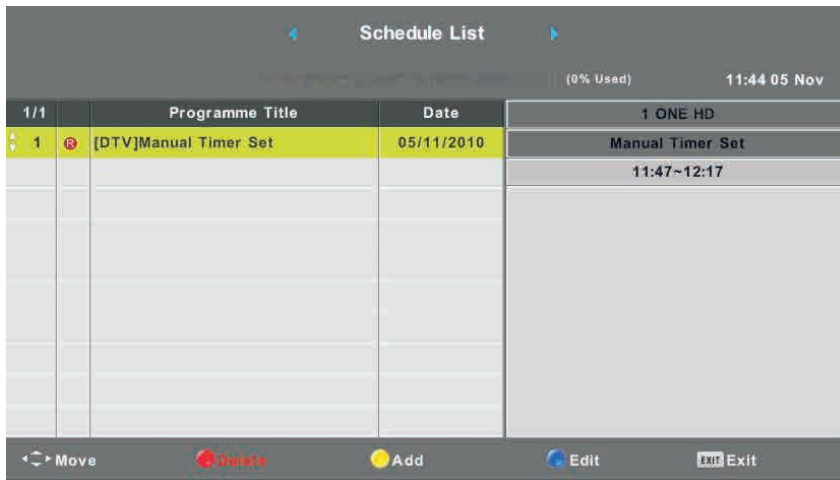 Schedule List
(0% Used) 11:44 05 Nov
1/1 Programme Title Date 1 ONE HD
1 R [DTV]Manual Timer Set 05/11/2010 Manual Timer Set
11:47~12:17
Move Delete Add Edit EXIT Exit